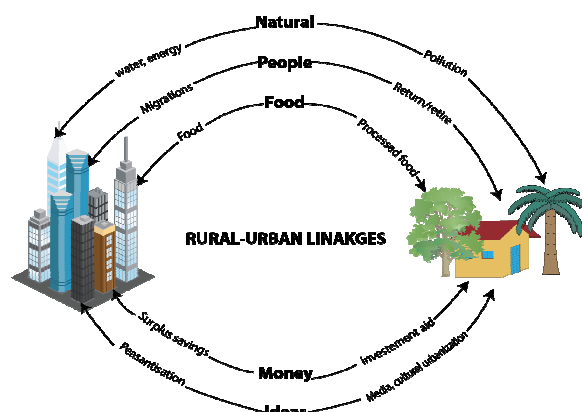 Natural
water, energy
Pollution
People
Migrations
Return/retire
Food
Food
Processed food
RURAL-URBAN LINAKGES
Surplus savings
investement aid
Money
Peasantisation
Media, cultural urbanization